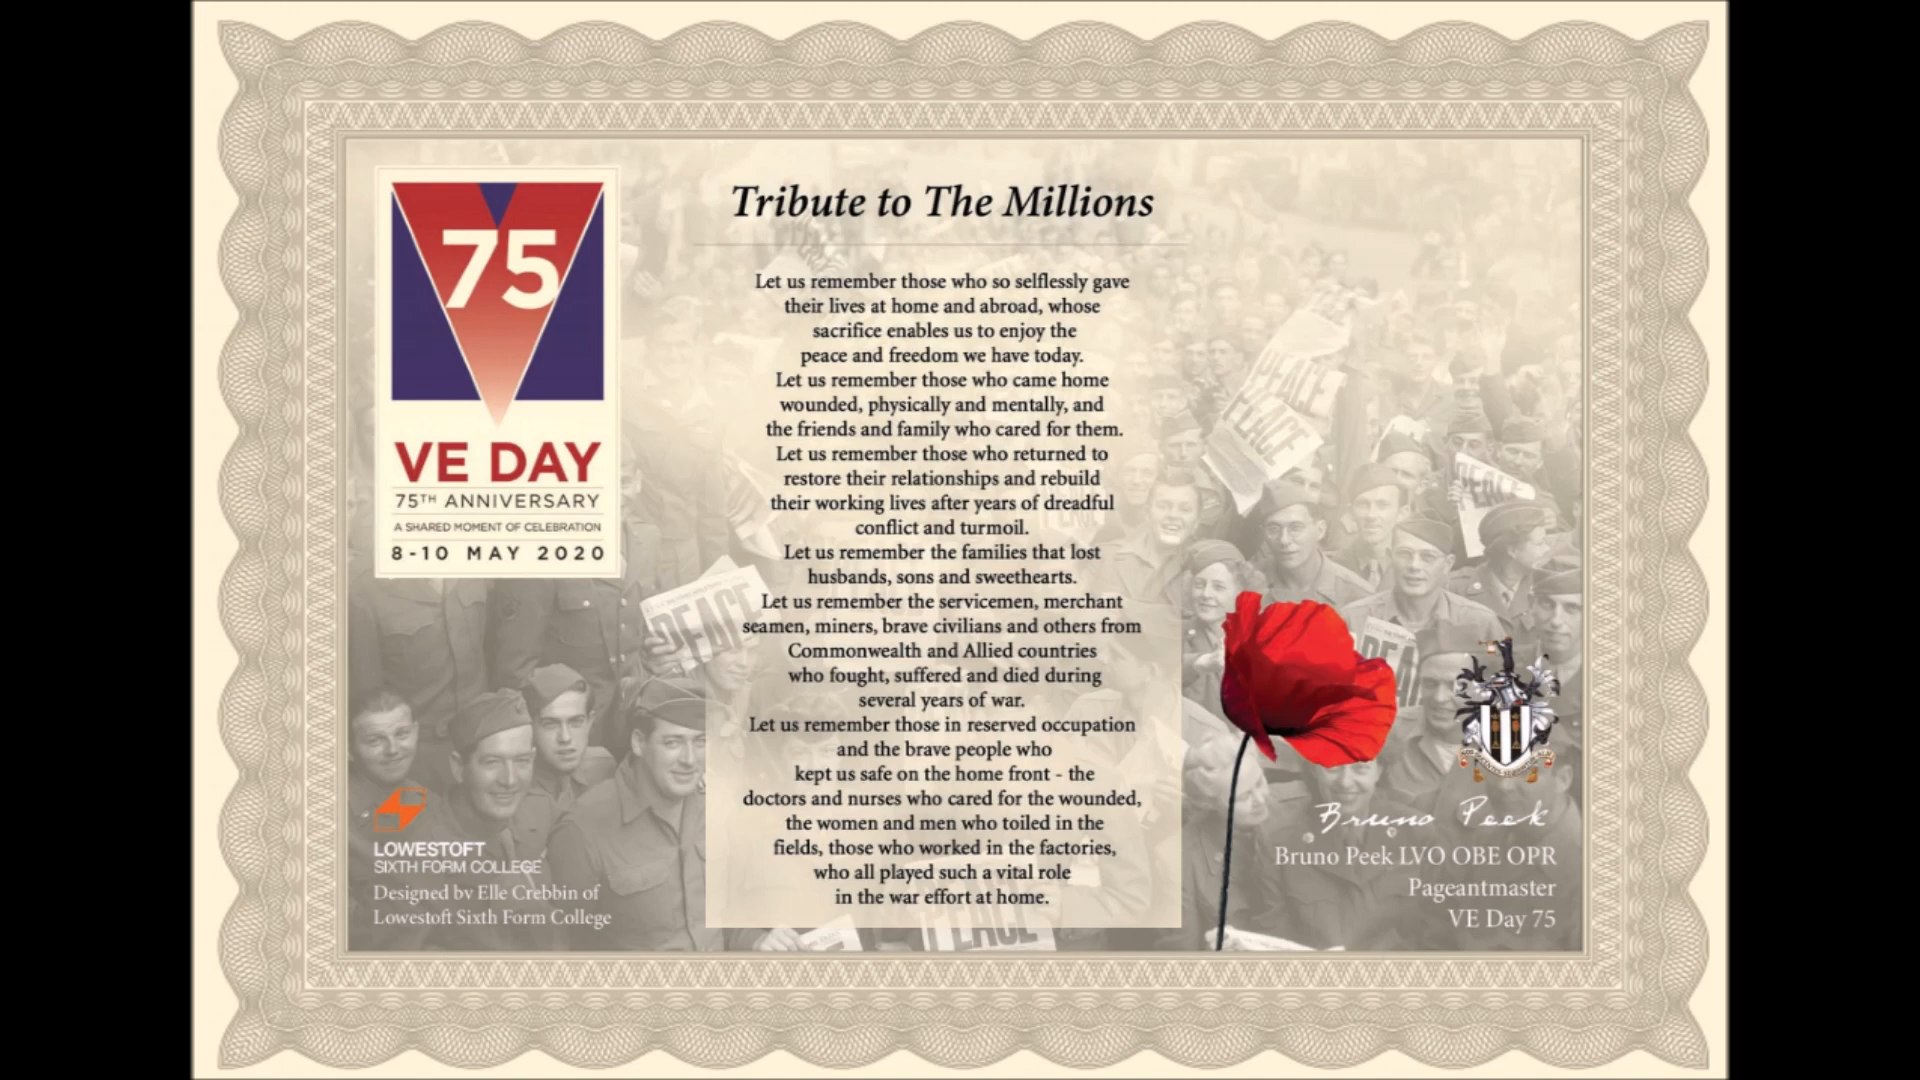 75
VE DAY
75TH ANNIVERSARY
A SHARED MOMENT OF CELEBRATION
8-10 MAY 2020
Tribute to The Millions
Let us remember those who so selflessly gave
their lives at home and abroad, whose
sacrifice enables us to enjoy the
peace and freedom we have today.
Let us remember those who came home
wounded, physically and mentally, and
the friends and family who cared for them.
Let us remember those who returned to
restore their relationships and rebuild
their working lives after years of dreadful
conflict and turmoil.
Let us remember the families that lost
husbands, sons and sweethearts.
Let us remember the servicemen, merchant
seamen, miners, brave civilians and others from
Commonwealth and Allied countries
who fought, suffered and died during
several years of war.
Let us remember those in reserved occupation
and the brave people who
kept us safe on the home front - the
doctors and nurses who cared for the wounded,
the women and men who toiled in the
fields, those who worked in the factories,
who all played such a vital role
in the war effort at home.
PEACE
PEACE
PEACE
PEACE
PEACE
LOWESTOFT
SIXTH FORM COLLEGE
Designed by Elle Crebbin of
Lowestoft Sixth Form College
Bruno Peek
Bruno Peek LVO OBE OPR
Pageantmaster
VE Day 75